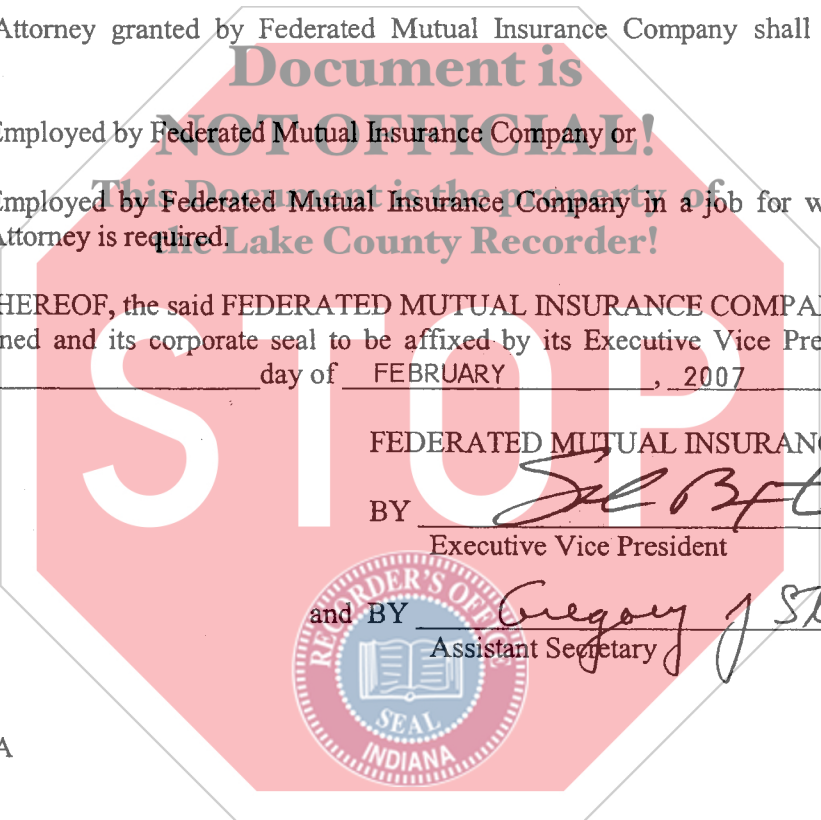 Attorney granted by Federated Mutual Insurance Company shall
Document is
NOT OFFICIAL!
Employed by Federated Mutual Insurance Company or
This Document is the property of
Employed by Federated Mutual Insurance Company in a job for w
the Lake County Recorder!
Attorney is required.
HEREOF, the said FEDERATED MUTUAL INSURANCE COMPA
ned and its corporate seal to be affixed by its Executive Vice Pre
day of FEBRUARY , 2007
STOP
FEDERATED MUTUAL INSURANC
BY
Executive Vice President
and BY Gregory J
Assistant Secretary
RECORDER'S OFFICE
SEAL
INDIANA
A